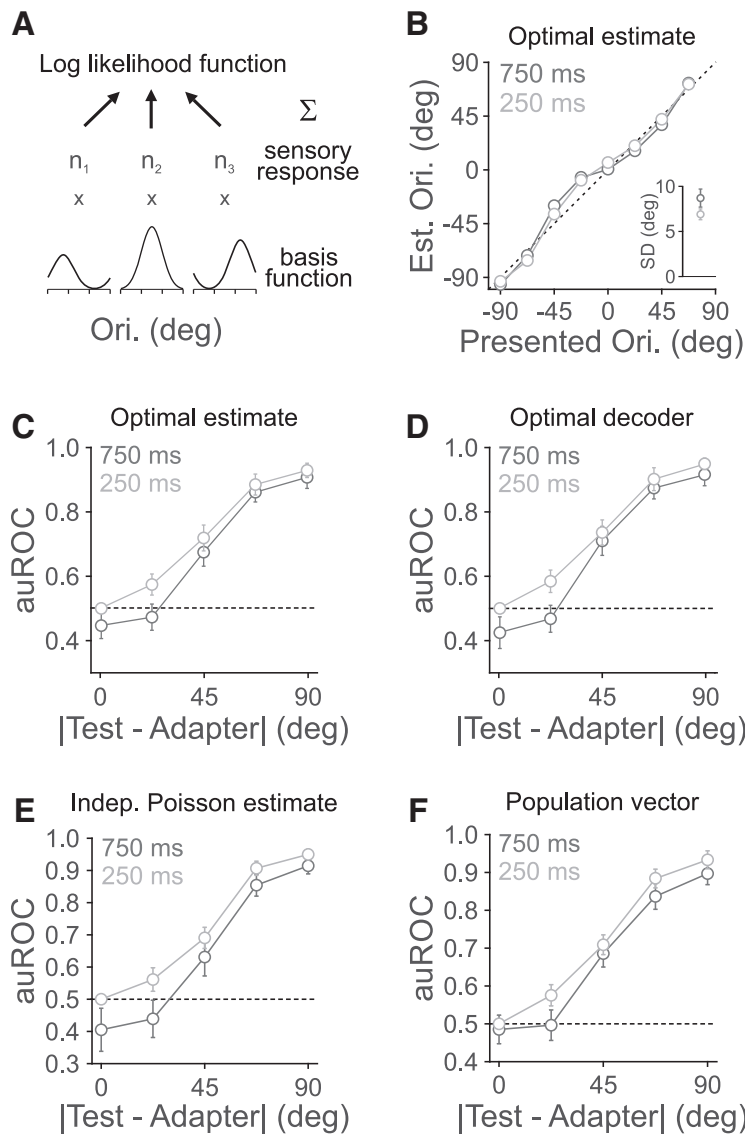 A
Log likelihood function
Σ
n₁ n₂ n₃ sensory response
x x x
basis function
Ori. (deg)
B
Optimal estimate
750 ms
250 ms
90
45
0
-45
-90
Est. Ori. (deg)
10
0
SD (deg)
-90 -45 0 45 90
Presented Ori. (deg)
C
Optimal estimate
750 ms
250 ms
1.0
0.8
0.6
0.4
auROC
0 45 90
|Test - Adapter| (deg)
D
Optimal decoder
750 ms
250 ms
1.0
0.8
0.6
0.4
auROC
0 45 90
|Test - Adapter| (deg)
E
Indep. Poisson estimate
750 ms
250 ms
1.0
0.9
0.8
0.7
0.6
0.5
0.4
0.3
auROC
0 45 90
|Test - Adapter| (deg)
F
Population vector
750 ms
250 ms
1.0
0.9
0.8
0.7
0.6
0.5
0.4
auROC
0 45 90
|Test - Adapter| (deg)